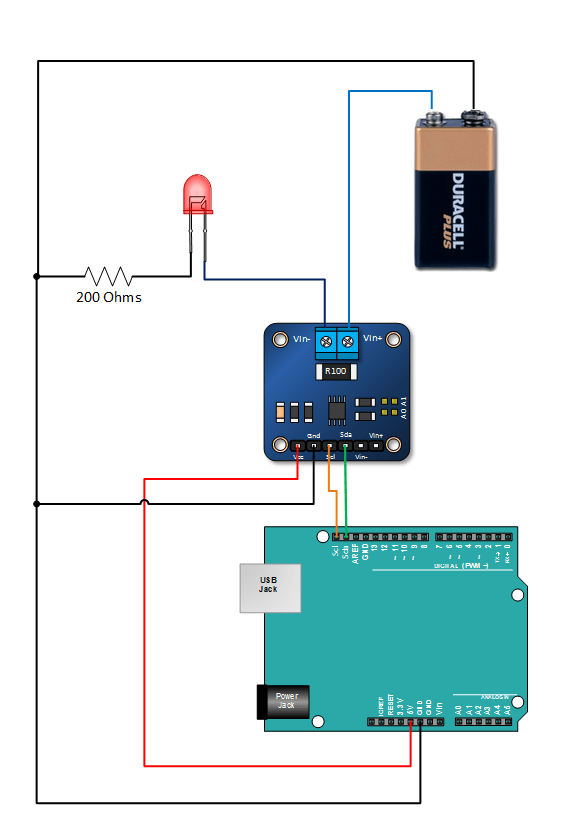 DURACELL
PLUS
200 Ohms
Vin-
Vin+
R100
A0 A1
Gnd
Sda
Vin+
Vcc
Scl
Vin-
Scl
Sda
AREF
GND
13
12
11
~ 10
~ 9
8
7
~ 6
~ 5
4
~ 3
2
TX→ 1
RX← 0
DIGITAL (PWM ~)
USB
Jack
Power
Jack
ANALOG IN
IOREF
RESET
3.3 V
5V
GND
GND
Vin
A0
A1
A2
A3
A4
A5